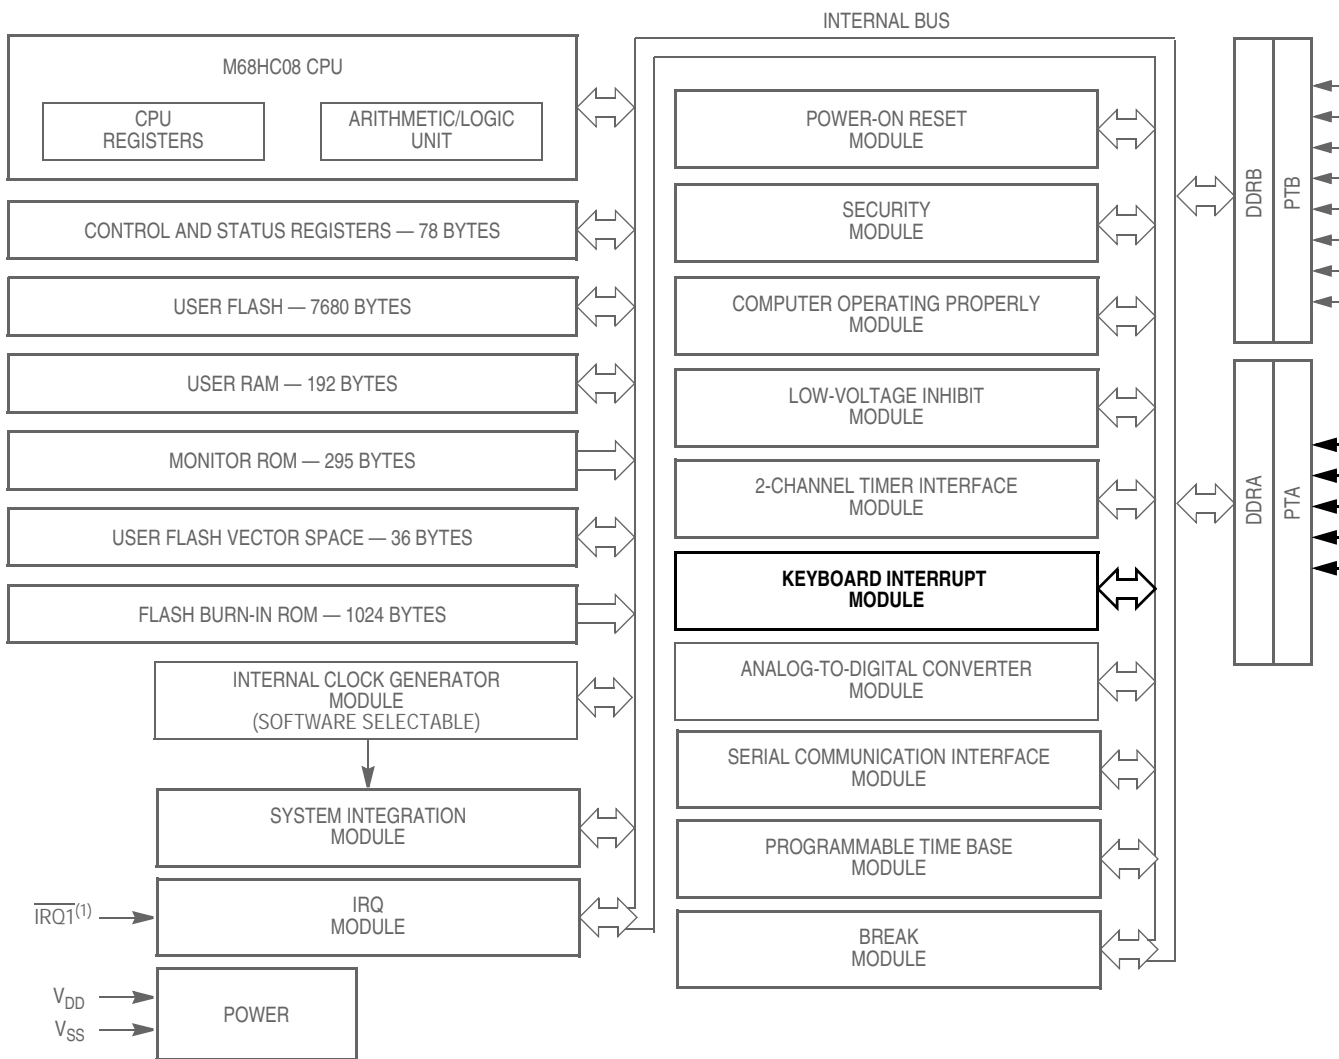 INTERNAL BUS
M68HC08 CPU
CPU
REGISTERS
ARITHMETIC/LOGIC
UNIT
CONTROL AND STATUS REGISTERS — 78 BYTES
USER FLASH — 7680 BYTES
USER RAM — 192 BYTES
MONITOR ROM — 295 BYTES
USER FLASH VECTOR SPACE — 36 BYTES
FLASH BURN-IN ROM — 1024 BYTES
INTERNAL CLOCK GENERATOR
MODULE
(SOFTWARE SELECTABLE)
SYSTEM INTEGRATION
MODULE
IRQ1(1)
IRQ
MODULE
VDD
VSS
POWER
POWER-ON RESET
MODULE
SECURITY
MODULE
COMPUTER OPERATING PROPERLY
MODULE
LOW-VOLTAGE INHIBIT
MODULE
2-CHANNEL TIMER INTERFACE
MODULE
KEYBOARD INTERRUPT
MODULE
ANALOG-TO-DIGITAL CONVERTER
MODULE
SERIAL COMMUNICATION INTERFACE
MODULE
PROGRAMMABLE TIME BASE
MODULE
BREAK
MODULE
DDRB
PTB
DDRA
PTA